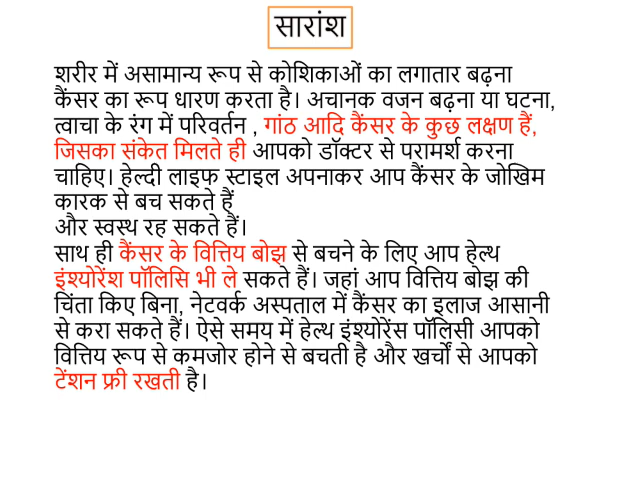 सारांश
शरीर में असामान्य रूप से कोशिकाओं का लगातार बढ़ना
कैंसर का रूप धारण करता है। अचानक वजन बढ़ना या घटना,
त्वाचा के रंग में परिवर्तन , गांठ आदि कैंसर के कुछ लक्षण हैं,
जिसका संकेत मिलते ही आपको डॉक्टर से परामर्श करना
चाहिए। हेल्दी लाइफ स्टाइल अपनाकर आप कैंसर के जोखिम
कारक से बच सकते हैं
और स्वस्थ रह सकते हैं।
साथ ही कैंसर के वित्तिय बोझ से बचने के लिए आप हेल्थ
इंश्योरेंश पॉलिसि भी ले सकते हैं। जहां आप वित्तिय बोझ की
चिंता किए बिना, नेटवर्क अस्पताल में कैंसर का इलाज आसानी
से करा सकते हैं। ऐसे समय में हेल्थ इंश्योरेंस पॉलिसी आपको
वित्तिय रूप से कमजोर होने से बचती है और खर्चों से आपको
टेंशन फ्री रखती है।